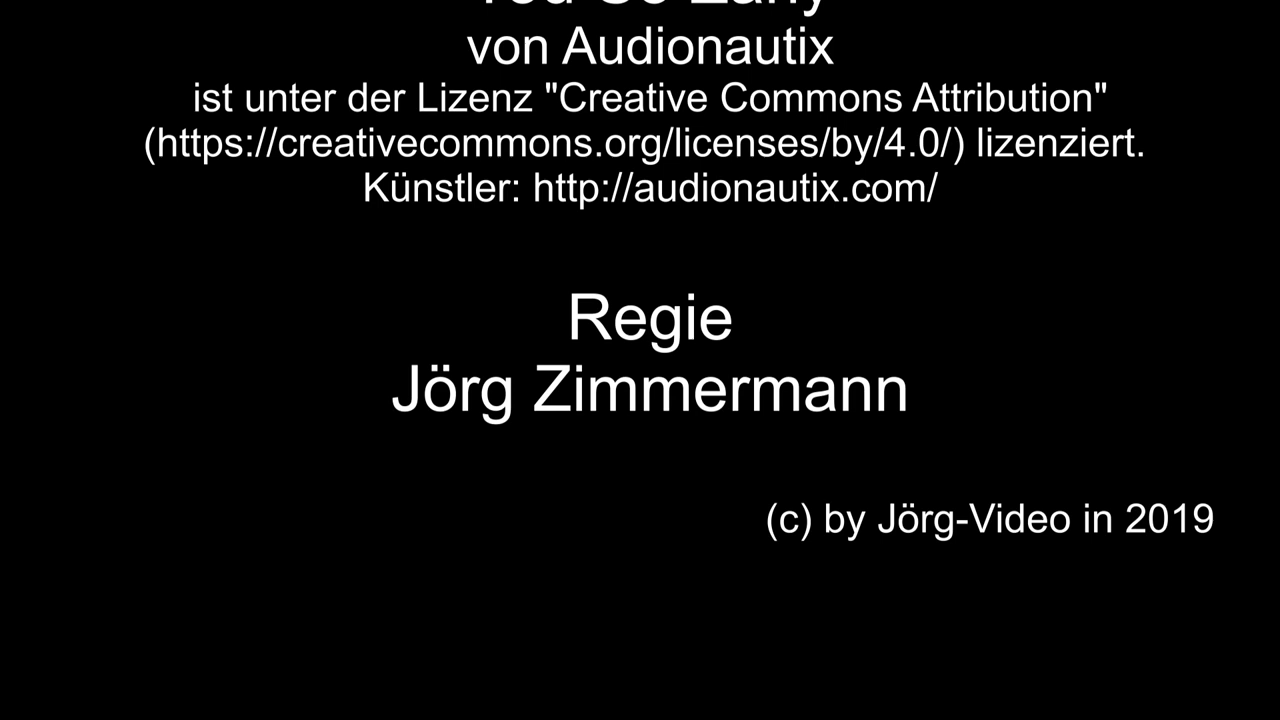 von Audionautix
ist unter der Lizenz "Creative Commons Attribution"
(https://creativecommons.org/licenses/by/4.0/) lizenziert.
Künstler: http://audionautix.com/
Regie
Jörg Zimmermann
(c) by Jörg-Video in 2019